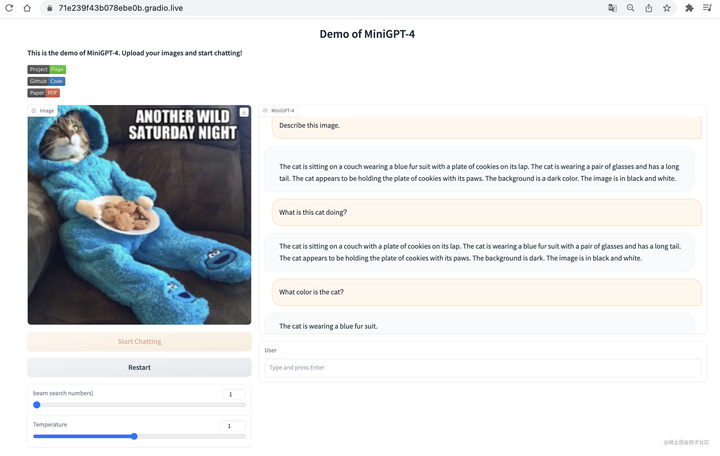 71e239f43b078ebe0b.gradio.live
Demo of MiniGPT-4
This is the demo of MiniGPT-4. Upload your images and start chatting!
Project Page
Github Code
Paper PDF
Image
ANOTHER WILD
SATURDAY NIGHT
MiniGPT-4
Describe this image.
The cat is sitting on a couch wearing a blue fur suit with a plate of cookies on its lap. The cat is wearing a pair of glasses and has a long
tail. The cat appears to be holding the plate of cookies with its paws. The background is a dark color. The image is in black and white.
What is this cat doing?
The cat is sitting on a couch with a plate of cookies on its lap. The cat is wearing a blue fur suit with a pair of glasses and has a long tail.
The cat appears to be holding the plate of cookies with its paws. The background is dark. The image is in black and white.
What color is the cat?
The cat is wearing a blue fur suit.
Start Chatting
Restart
User
Type and press Enter
beam search numbers)
1
Temperature
1
@稀土掘金技术社区